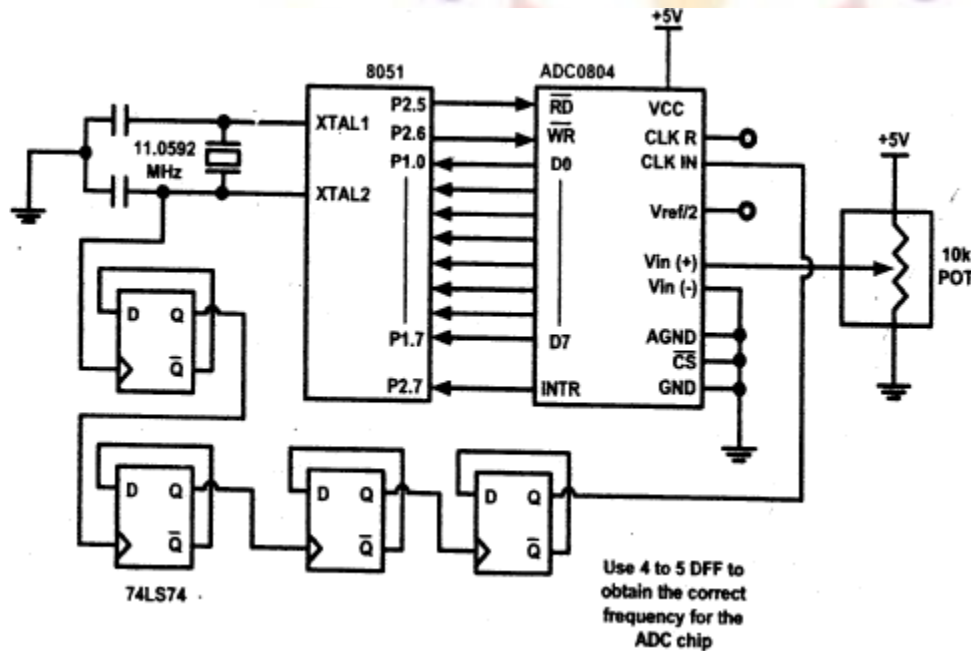 +5V
8051
ADC0804
XTAL1
XTAL2
11.0592
MHz
P2.5
P2.6
P1.0
P1.7
P2.7
RD
WR
D0
D7
INTR
VCC
CLK R
CLK IN
Vref/2
Vin (+)
Vin (-)
AGND
CS
GND
+5V
10k
POT
D Q
Q
D Q
Q
D Q
Q
D Q
Q
74LS74
Use 4 to 5 DFF to
obtain the correct
frequency for the
ADC chip